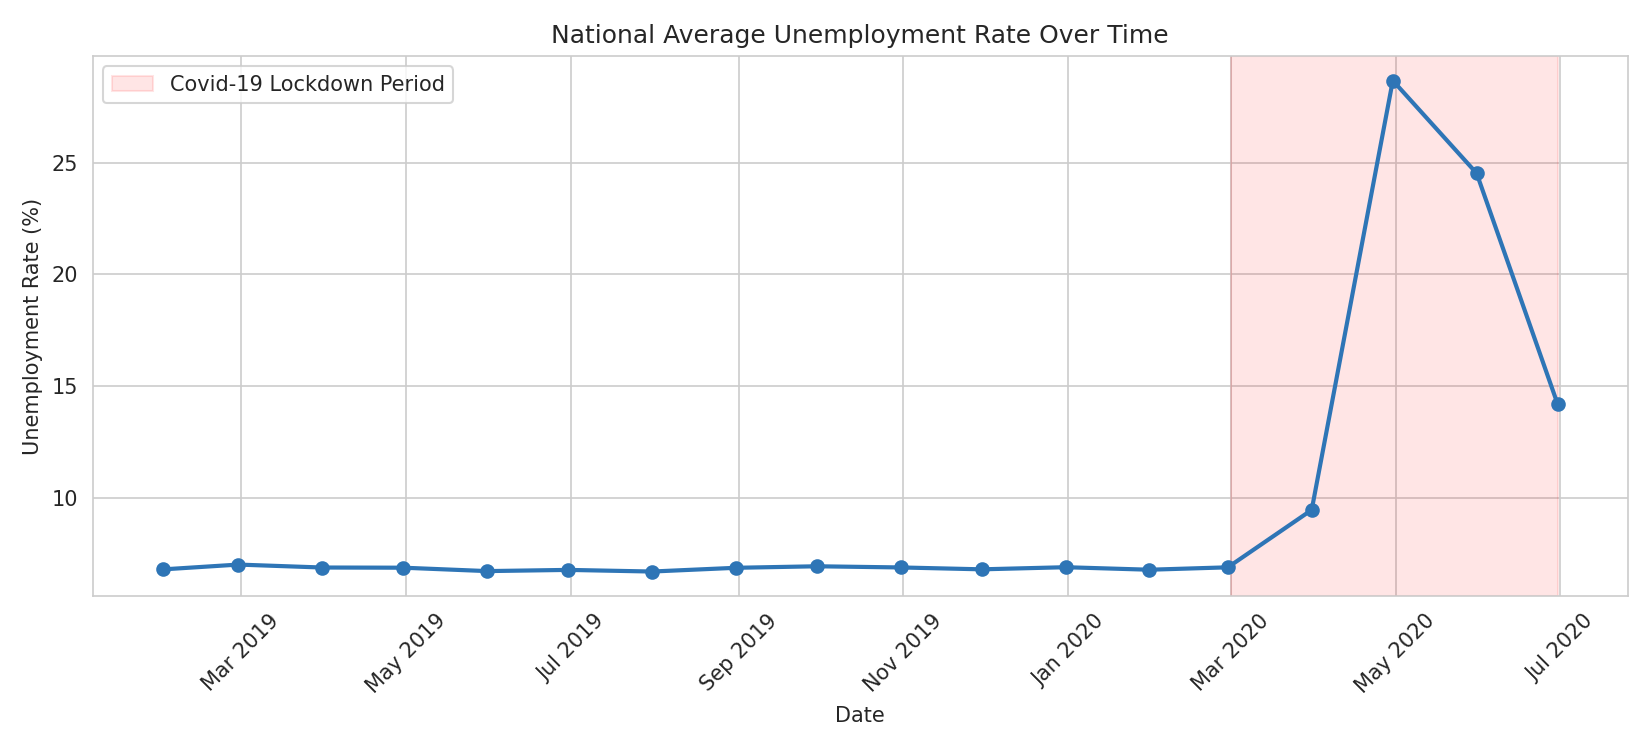 National Average Unemployment Rate Over Time
Covid-19 Lockdown Period
Unemployment Rate (%)
25
20
15
10
Mar 2019
May 2019
Jul 2019
Sep 2019
Nov 2019
Jan 2020
Mar 2020
May 2020
Jul 2020
Date